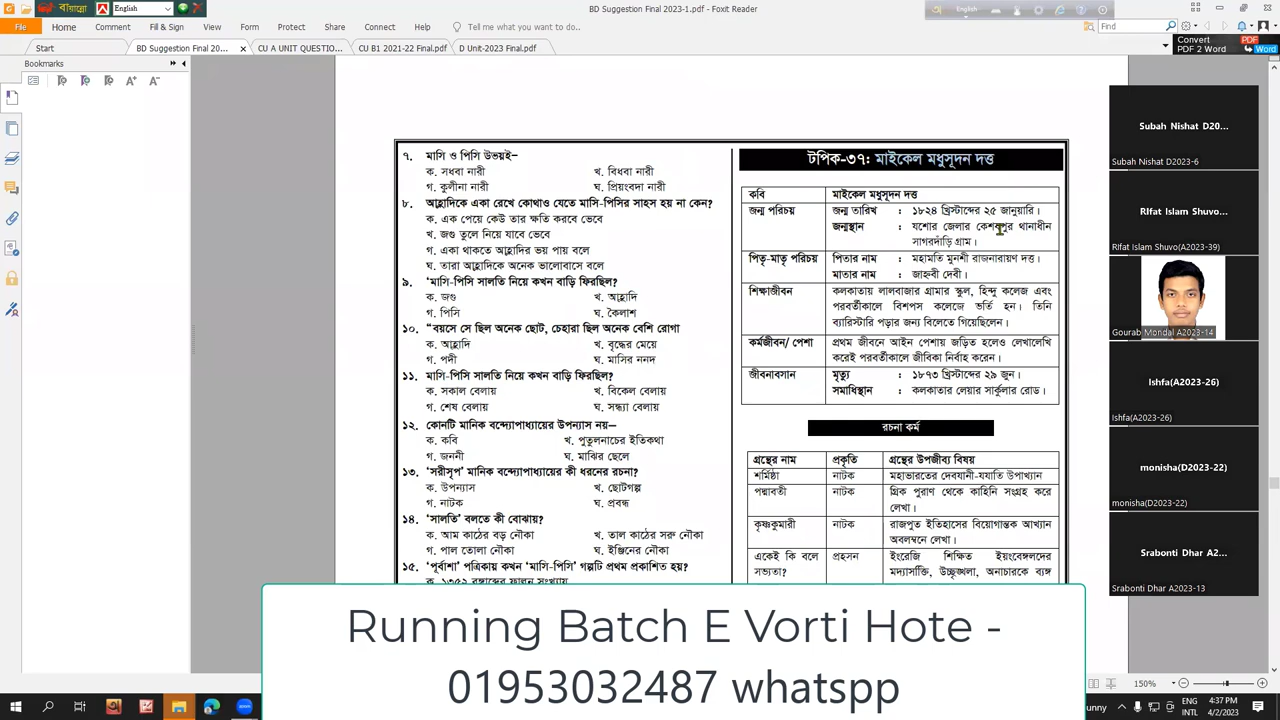 BD Suggestion Final 2023-1.pdf - Foxit Reader
বায়ান্নো
English
English
File
Home
Comment
Fill & Sign
View
Form
Protect
Share
Connect
Help
Tell me what you want to do..
Find
Start
BD Suggestion Final 20...
CU A UNIT QUESTIO...
CU B1 2021-22 Final.pdf
D Unit-2023 Final.pdf
Convert
PDF 2 Word
PDF
Word
Bookmarks
৭. মাসি ও পিসি উভয়ই–
ক. সধবা নারী খ. বিধবা নারী
গ. কুলীনা নারী ঘ. প্রিয়ংবদা নারী
৮. আহ্লাদিকে একা রেখে কোথাও যেতে মাসি-পিসির সাহস হয় না কেন?
ক. এক পেয়ে কেউ তার ক্ষতি করবে ভেবে
খ. জগু তুলে নিয়ে যাবে ভেবে
গ. একা থাকতে আহ্লাদির ভয় পায় বলে
ঘ. তারা আহ্লাদিকে অনেক ভালোবাসে বলে
৯. ‘মাসি-পিসি সালতি নিয়ে কখন বাড়ি ফিরছিল?
ক. জগু খ. আহ্লাদি
গ. পিসি ঘ. কৈলাশ
১০. “বয়সে সে ছিল অনেক ছোট, চেহারা ছিল অনেক বেশি রোগা
ক. আহ্লাদি খ. বৃদ্ধের মেয়ে
গ. পদী ঘ. মাসির ননদ
১১. মাসি-পিসি সালতি নিয়ে কখন বাড়ি ফিরছিল?
ক. সকাল বেলায় খ. বিকেল বেলায়
গ. শেষ বেলায় ঘ. সন্ধ্যা বেলায়
১২. কোনটি মানিক বন্দ্যোপাধ্যায়ের উপন্যাস নয়–
ক. কবি খ. পুতুলনাচের ইতিকথা
গ. জননী ঘ. মাঝির ছেলে
১৩. ‘সরীসৃপ’ মানিক বন্দ্যোপাধ্যায়ের কী ধরনের রচনা?
ক. উপন্যাস খ. ছোটগল্প
গ. নাটক ঘ. প্রবন্ধ
১৪. ‘সালতি’ বলতে কী বোঝায়?
ক. আম কাঠের বড় নৌকা খ. তাল কাঠের সরু নৌকা
গ. পাল তোলা নৌকা ঘ. ইঞ্জিনের নৌকা
১৫. ‘পূর্বাশা’ পত্রিকায় কখন ‘মাসি-পিসি’ গল্পটি প্রথম প্রকাশিত হয়?
ক. ১৩৫২ বঙ্গাব্দের ফাল্গুন সংখ্যায়
টপিক-৩৭: মাইকেল মধুসূদন দত্ত
কবি মাইকেল মধুসূদন দত্ত
জন্ম পরিচয় জন্ম তারিখ : ১৮২৪ খ্রিস্টাব্দের ২৫ জানুয়ারি।
জন্মস্থান : যশোর জেলার কেশবপুর থানাধীন
সাগরদাঁড়ি গ্রাম।
পিতৃ-মাতৃ পরিচয় পিতার নাম : মহামতি মুনশী রাজনারায়ণ দত্ত।
মাতার নাম : জাহ্নবী দেবী।
শিক্ষাজীবন কলকাতায় লালবাজার গ্রামার স্কুল, হিন্দু কলেজ এবং
পরবর্তীকালে বিশপস কলেজে ভর্তি হন। তিনি
ব্যারিস্টারি পড়ার জন্য বিলেতে গিয়েছিলেন।
কর্মজীবন/ পেশা প্রথম জীবনে আইন পেশায় জড়িত হলেও লেখালেখি
করেই পরবর্তীকালে জীবিকা নির্বাহ করেন।
জীবনাবসান মৃত্যু : ১৮৭৩ খ্রিস্টাব্দের ২৯ জুন।
সমাধিস্থান : কলকাতার লেয়ার সার্কুলার রোড।
রচনা কর্ম
গ্রন্থের নাম প্রকৃতি গ্রন্থের উপজীব্য বিষয়
শর্মিষ্ঠা নাটক মহাভারতের দেবযানী-যযাতি উপাখ্যান
পদ্মাবতী নাটক গ্রিক পুরাণ থেকে কাহিনি সংগ্রহ করে
লেখা।
কৃষ্ণকুমারী নাটক রাজপুত ইতিহাসের বিয়োগান্তক আখ্যান
অবলম্বনে লেখা।
একেই কি বলে প্রহসন ইংরেজি শিক্ষিত ইয়ংবেঙ্গলদের
সভ্যতা? মদ্যাসক্তি, উচ্ছৃঙ্খলা, অনাচারকে ব্যঙ্গ
Subah Nishat D20...
Subah Nishat D2023-6
RIfat Islam Shuvo...
RIfat Islam Shuvo(A2023-39)
Gourab Mondal A2023-14
Ishfa(A2023-26)
Ishfa(A2023-26)
monisha(D2023-22)
monisha(D2023-22)
Srabonti Dhar A2...
Srabonti Dhar A2023-13
Running Batch E Vorti Hote -
01953032487 whatspp
150%
unny
ENG
INTL
4:37 PM
4/2/2023